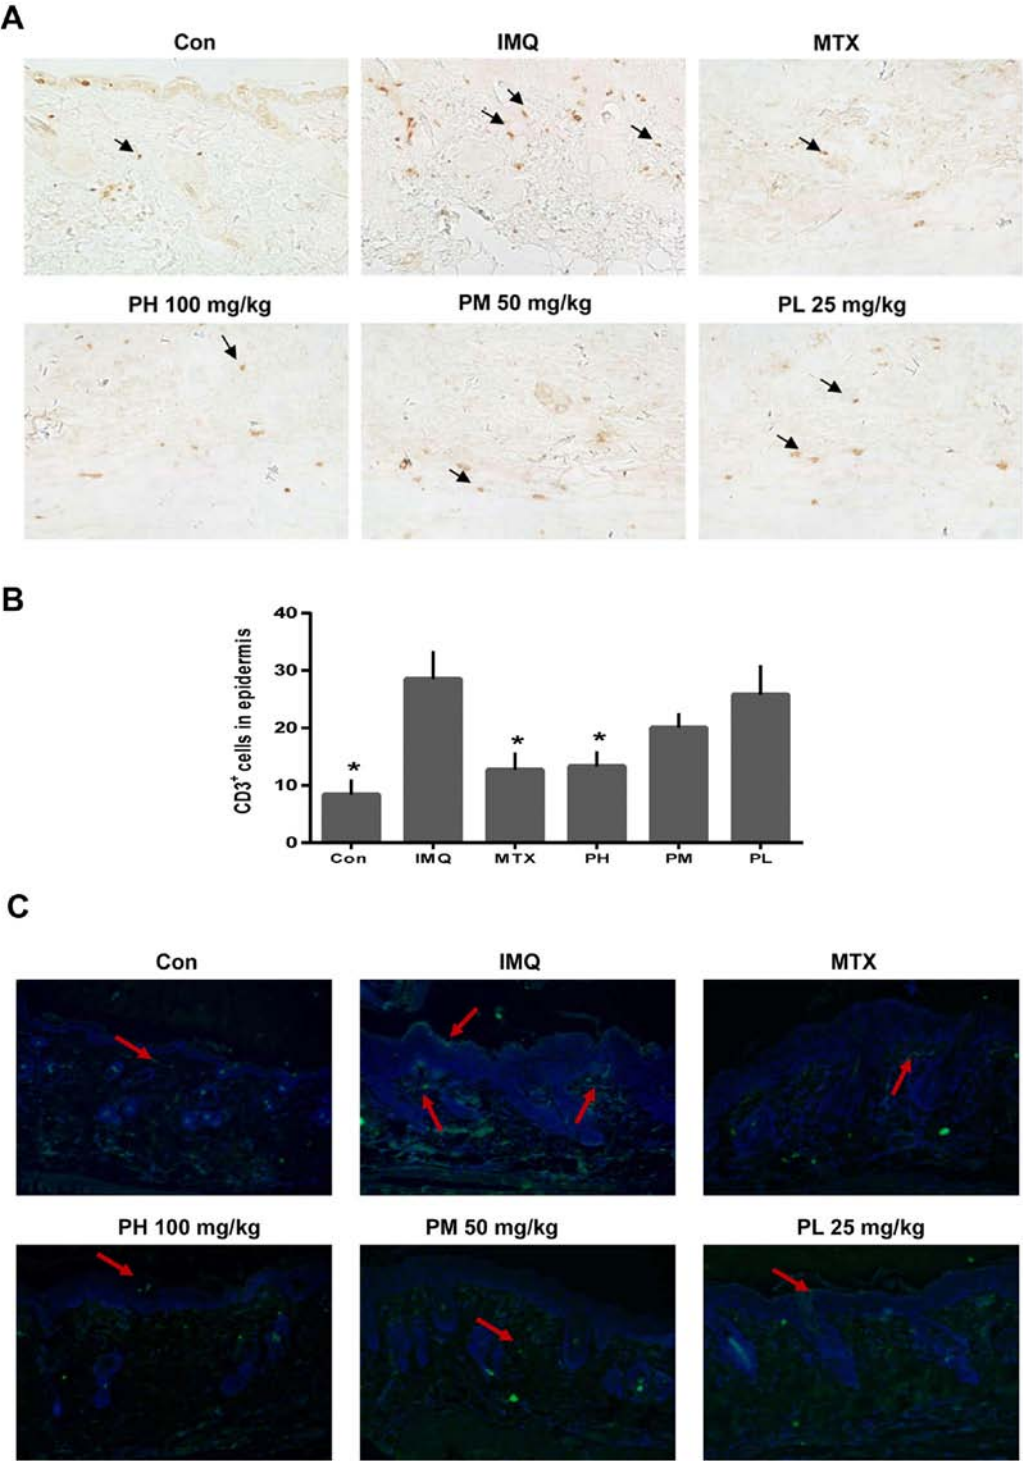 A
Con IMQ MTX
PH 100 mg/kg PM 50 mg/kg PL 25 mg/kg
B
CD3⁺ cells in epidermis
40
30
20
10
0
* * *
Con IMQ MTX PH PM PL
C
Con IMQ MTX
PH 100 mg/kg PM 50 mg/kg PL 25 mg/kg